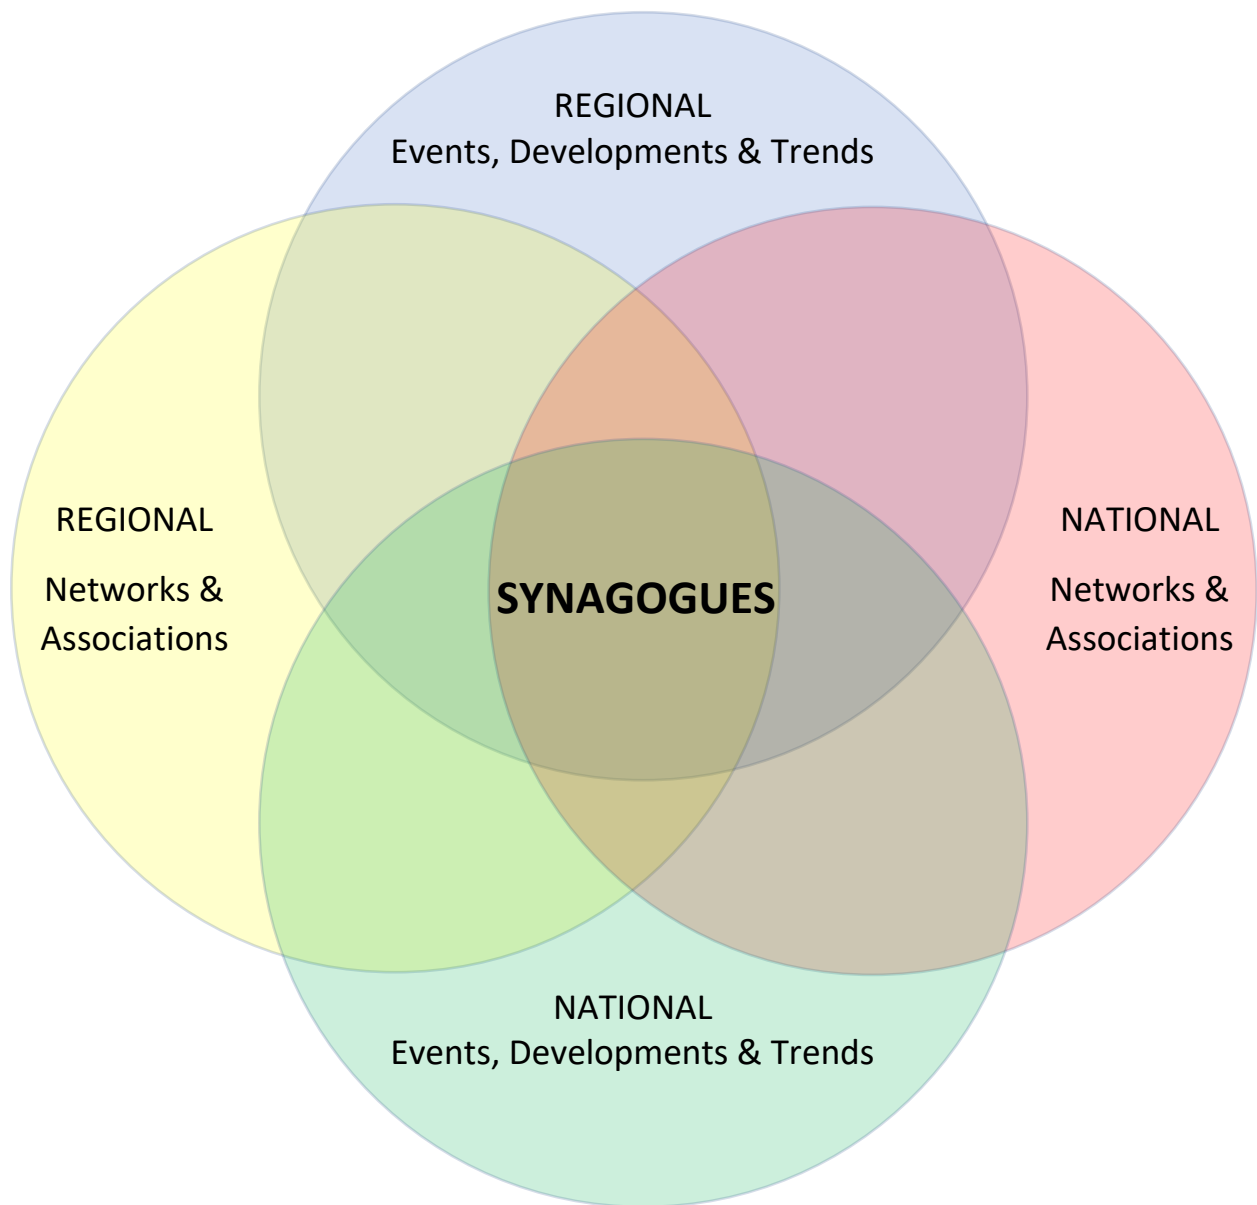 REGIONAL
Events, Developments & Trends
REGIONAL
Networks &
Associations
SYNAGOGUES
NATIONAL
Networks &
Associations
NATIONAL
Events, Developments & Trends